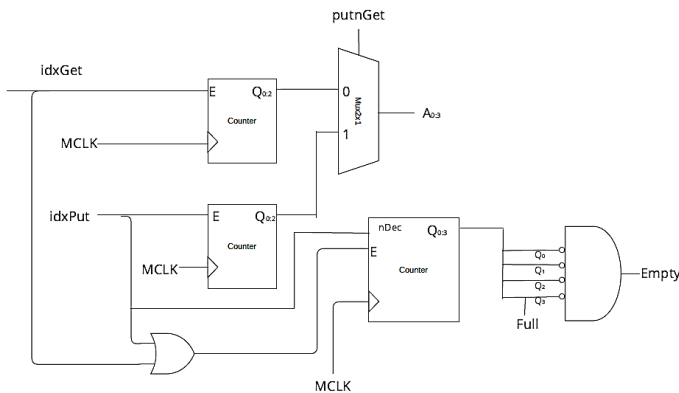 putnGet
idxGet
E Q0:2
Counter
MCLK
0
1
Mux2x1
A0:3
idxPut
E Q0:2
Counter
MCLK
nDec Q0:3
E
Counter
MCLK
Q0
Q1
Q2
Q3
Full
Empty